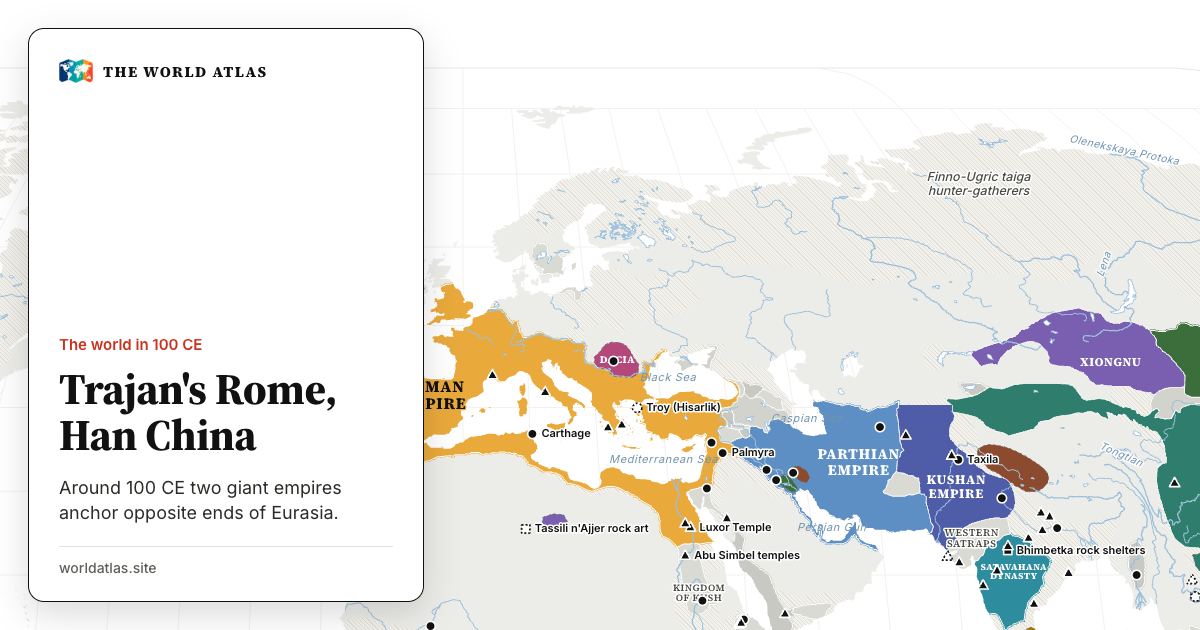 THE WORLD ATLAS
The world in 100 CE
Trajan's Rome,
Han China
Around 100 CE two giant empires
anchor opposite ends of Eurasia.
worldatlas.site
Olenekskaya Protoka
Finno-Ugric taiga
hunter-gatherers
Lena
XIONGNU
MAN
PIRE
Black Sea
Troy (Hisarlik)
Caspian
Carthage
Mediterranean Sea
Palmyra
PARTHIAN
EMPIRE
Taxila
Tongtian
KUSHAN
EMPIRE
Tassili n'Ajjer rock art
Luxor Temple
Persian Gulf
WESTERN
SATRAPS
Abu Simbel temples
Bhimbetka rock shelters
SATAVAHANA
DYNASTY
KINGDOM
OF KUSH